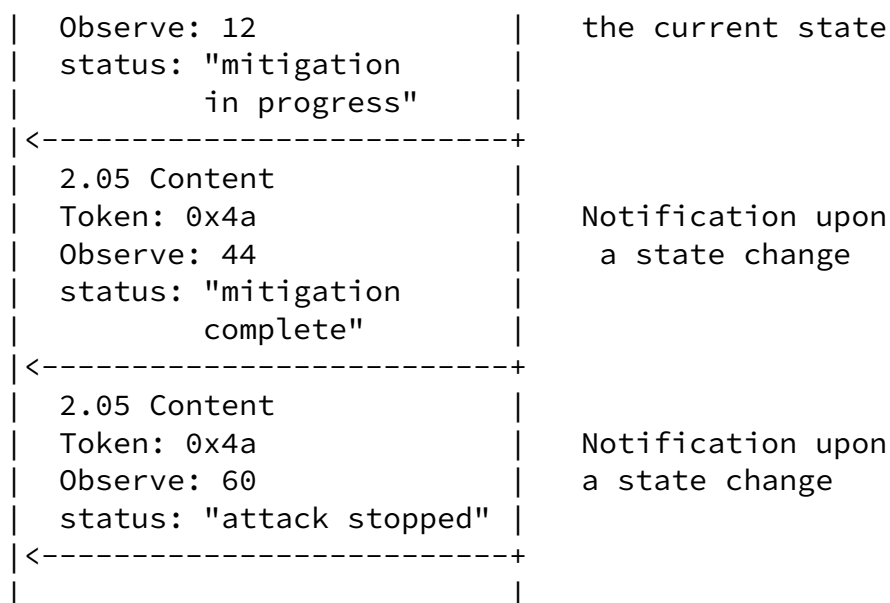 |  Observe: 12                  |    the current state
|  status: "mitigation          |
|           in progress"        |
|<--------------------------+
|  2.05 Content                 |
|  Token: 0x4a                  |    Notification upon
|  Observe: 44                  |     a state change
|  status: "mitigation          |
|           complete"           |
|<--------------------------+
|  2.05 Content                 |
|  Token: 0x4a                  |    Notification upon
|  Observe: 60                  |    a state change
|  status: "attack stopped" |
|<--------------------------+
|                               |